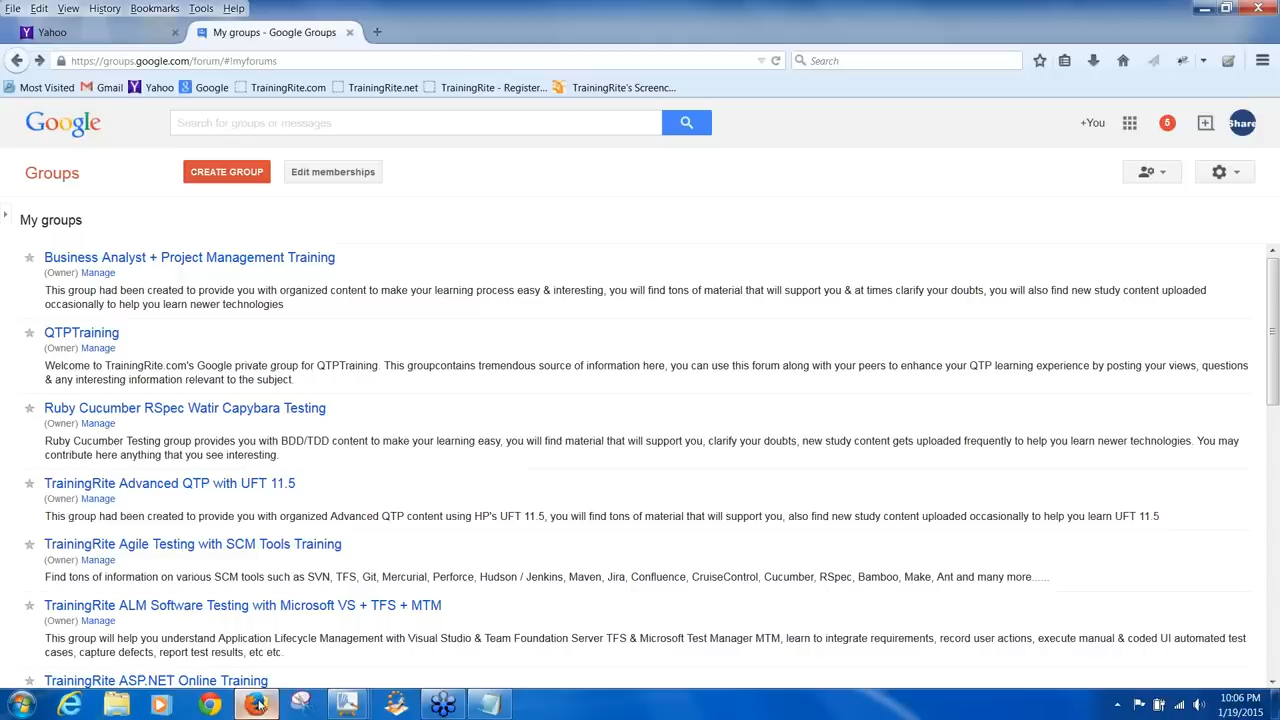 File Edit View History Bookmarks Tools Help
Yahoo My groups - Google Groups
https://groups.google.com/forum/#!myforums Search
Most Visited Gmail Yahoo Google TrainingRite.com TrainingRite.net TrainingRite - Register... TrainingRite's Screenc...
Google Search for groups or messages +You 5 Share
Groups CREATE GROUP Edit memberships
My groups
Business Analyst + Project Management Training
(Owner) Manage
This group had been created to provide you with organized content to make your learning process easy & interesting, you will find tons of material that will support you & at times clarify your doubts, you will also find new study content uploaded
occasionally to help you learn newer technologies
QTPTraining
(Owner) Manage
Welcome to TrainingRite.com's Google private group for QTPTraining. This groupcontains tremendous source of information here, you can use this forum along with your peers to enhance your QTP learning experience by posting your views, questions
& any interesting information relevant to the subject.
Ruby Cucumber RSpec Watir Capybara Testing
(Owner) Manage
Ruby Cucumber Testing group provides you with BDD/TDD content to make your learning easy, you will find material that will support you, clarify your doubts, new study content gets uploaded frequently to help you learn newer technologies. You may
contribute here anything that you see interesting.
TrainingRite Advanced QTP with UFT 11.5
(Owner) Manage
This group had been created to provide you with organized Advanced QTP content using HP's UFT 11.5, you will find tons of material that will support you, also find new study content uploaded occasionally to help you learn UFT 11.5
TrainingRite Agile Testing with SCM Tools Training
(Owner) Manage
Find tons of information on various SCM tools such as SVN, TFS, Git, Mercurial, Perforce, Hudson / Jenkins, Maven, Jira, Confluence, CruiseControl, Cucumber, RSpec, Bamboo, Make, Ant and many more......
TrainingRite ALM Software Testing with Microsoft VS + TFS + MTM
(Owner) Manage
This group will help you understand Application Lifecycle Management with Visual Studio & Team Foundation Server TFS & Microsoft Test Manager MTM, learn to integrate requirements, record user actions, execute manual & coded UI automated test
cases, capture defects, report test results, etc etc.
TrainingRite ASP.NET Online Training
10:06 PM
1/19/2015